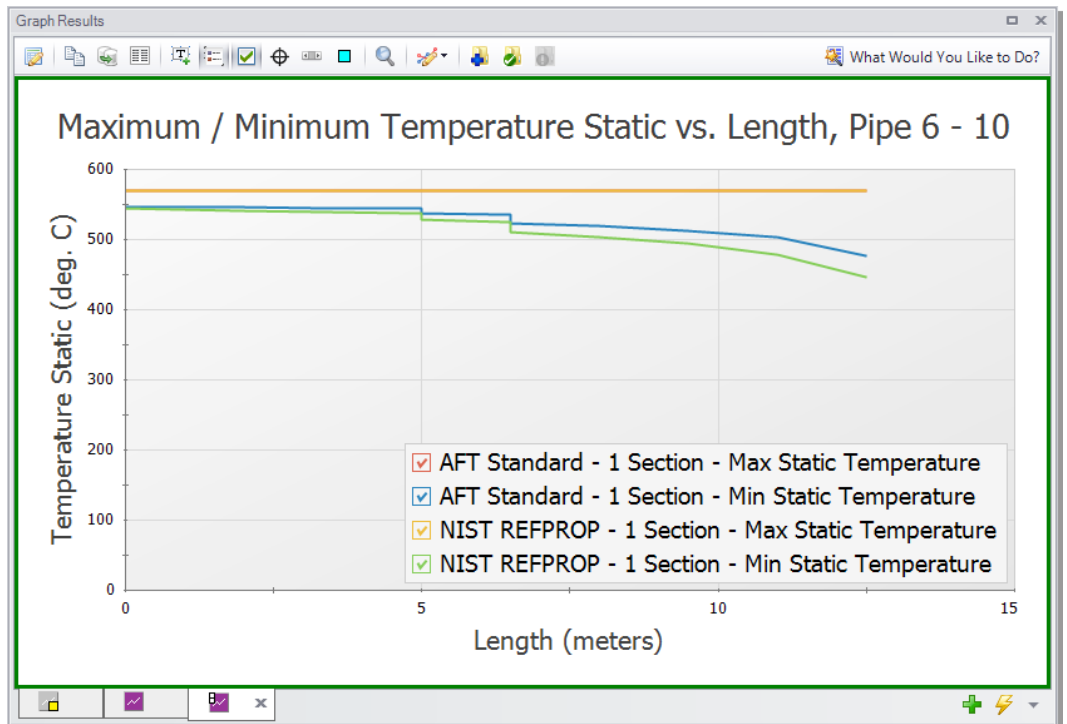 Graph Results
What Would You Like to Do?
Maximum / Minimum Temperature Static vs. Length, Pipe 6 - 10
Temperature Static (deg. C)
600
500
400
300
200
100
0
AFT Standard - 1 Section - Max Static Temperature
AFT Standard - 1 Section - Min Static Temperature
NIST REFPROP - 1 Section - Max Static Temperature
NIST REFPROP - 1 Section - Min Static Temperature
0 5 10 15
Length (meters)